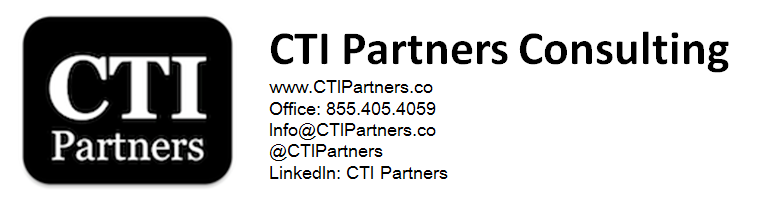 CTI
Partners
CTI Partners Consulting
www.CTIPartners.co
Office: 855.405.4059
Info@CTIPartners.co
@CTIPartners
LinkedIn: CTI Partners